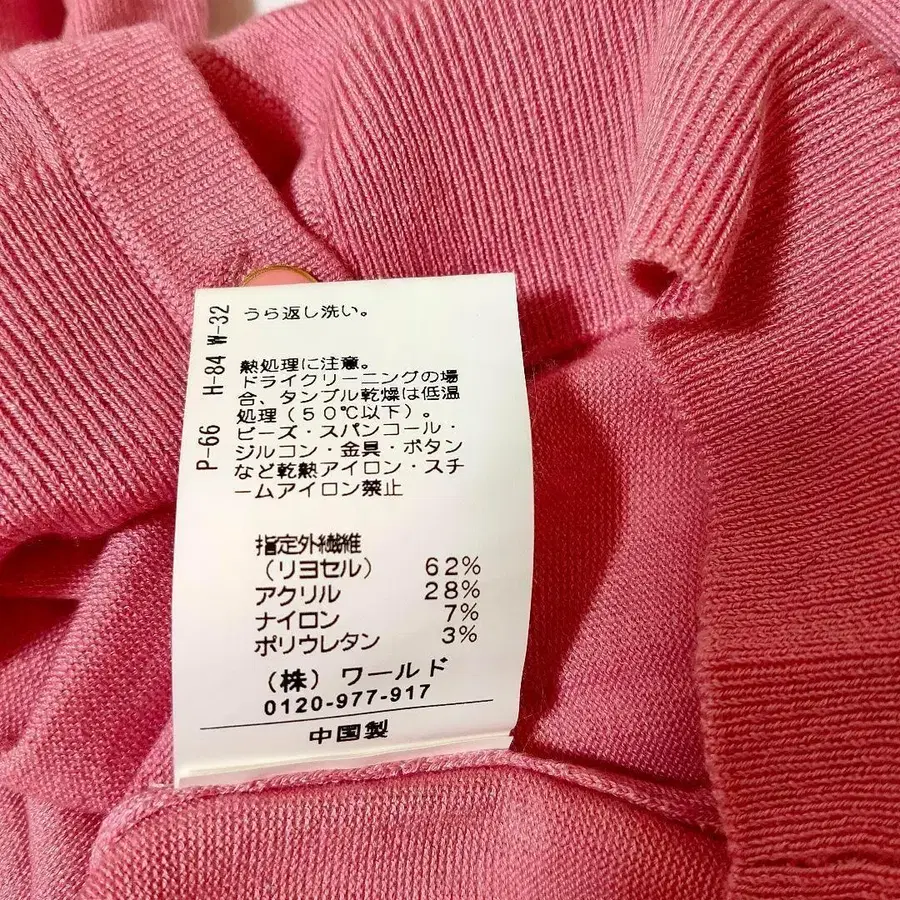 P-66 H-84 W-32
うら返し洗い。
熱処理に注意。
ドライクリーニングの場
合、タンブル乾燥は低温
処理(50℃以下)。
ビーズ・スパンコール・
ジルコン・金具・ボタン
など乾熱アイロン・スチ
ームアイロン禁止
指定外繊維
(リヨセル) 62%
アクリル 28%
ナイロン 7%
ポリウレタン 3%
(株)ワールド
0120-977-917
中国製